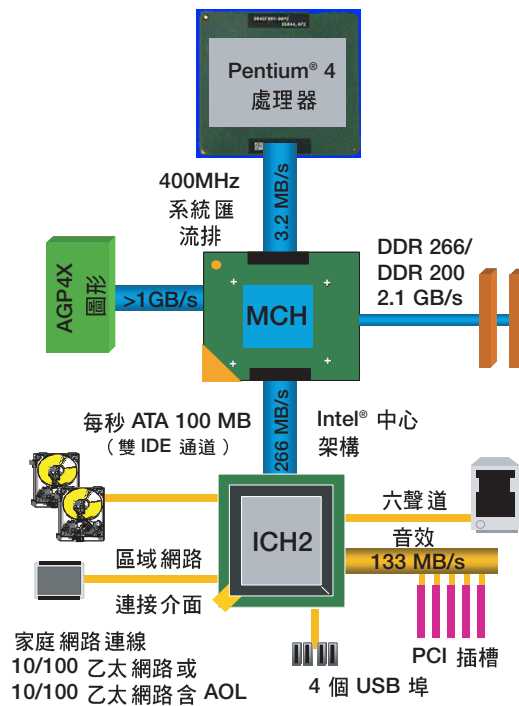 Pentium® 4
處理器
400MHz
系統匯
流排
3.2 MB/s
DDR 266/
DDR 200
2.1 GB/s
AGP4X
圖形
>1GB/s
MCH
每秒 ATA 100 MB
（雙 IDE 通道）
266 MB/s
Intel® 中心
架構
六聲道
音效
ICH2
133 MB/s
區域網路
連接介面
PCI 插槽
家庭網路連線
10/100 乙太網路或
10/100 乙太網路含 AOL
4 個 USB 埠